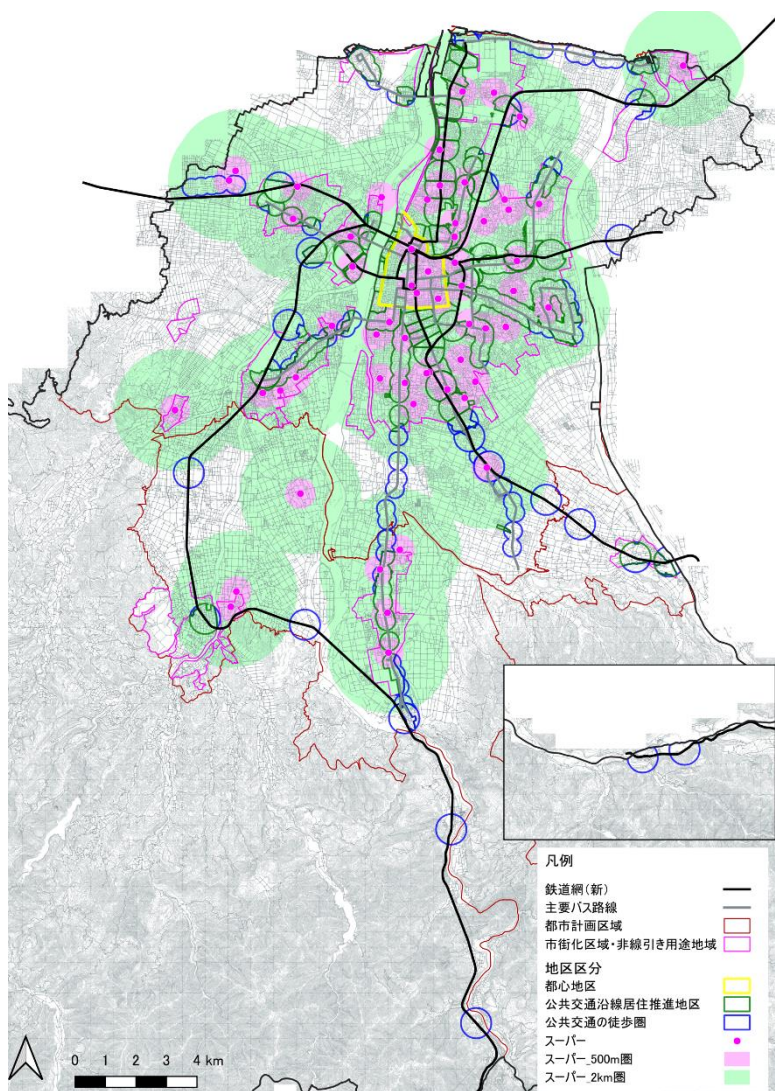 凡例
鉄道網(新)
主要バス路線
都市計画区域
市街化区域・非線引き用途地域
地区区分
都心地区
公共交通沿線居住推進地区
公共交通の徒歩圏
スーパー
スーパー_500m圏
スーパー_2km圏
0 1 2 3 4 km